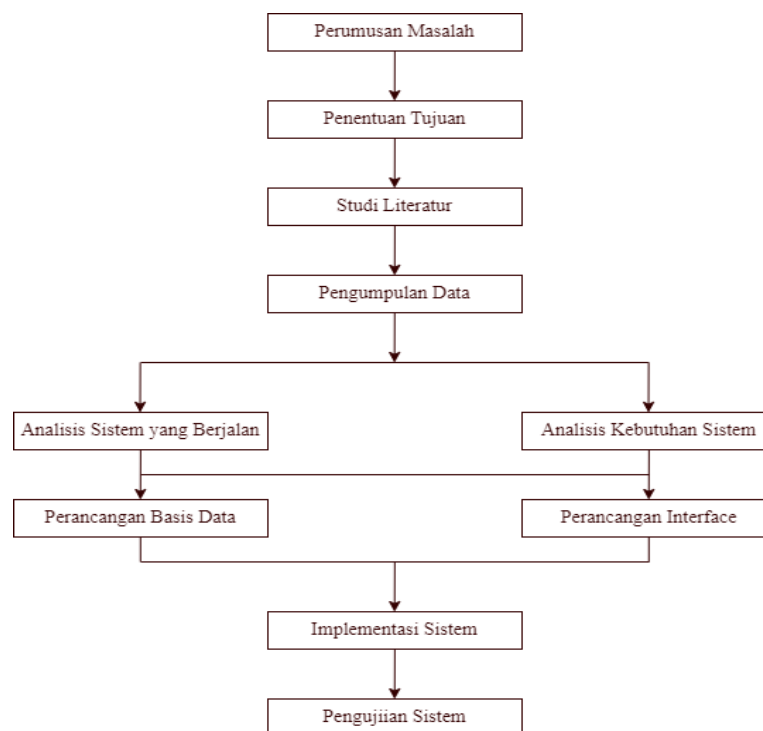 Perumusan Masalah
Penentuan Tujuan
Studi Literatur
Pengumpulan Data
Analisis Sistem yang Berjalan
Analisis Kebutuhan Sistem
Perancangan Basis Data
Perancangan Interface
Implementasi Sistem
Pengujiian Sistem